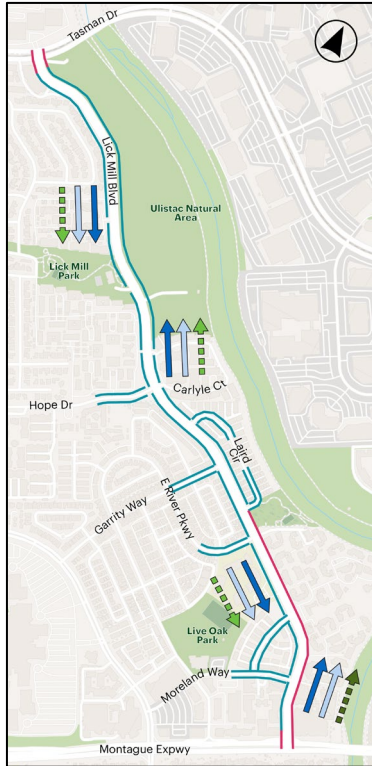 Tasman Dr
Lick Mill Blvd
Ulistac Natural
Area
Lick Mill
Park
Carlyle Ct
Hope Dr
Laird
Cir
E River Pkwy
Garrity Way
Live Oak
Park
Moreland Way
Montague Expwy